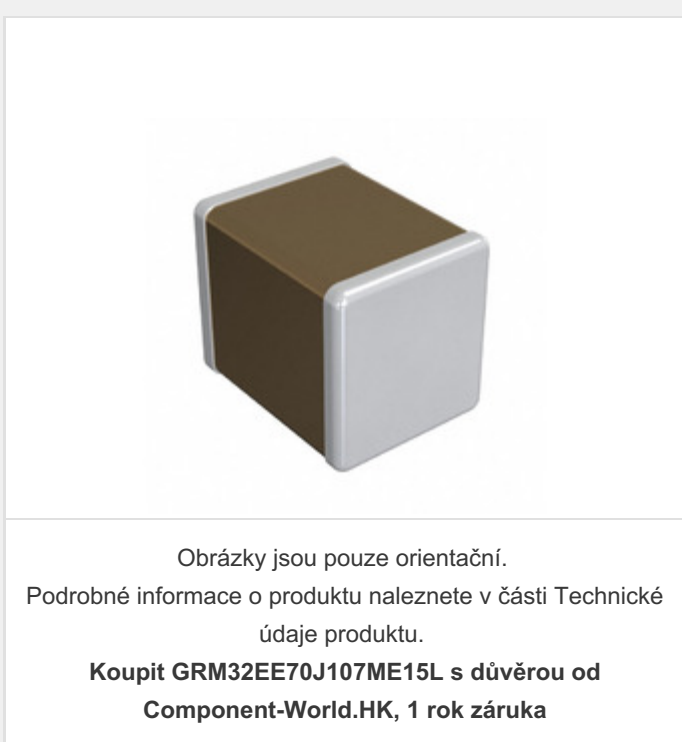 Obrázky jsou pouze orientační.
Podrobné informace o produktu naleznete v části Technické
údaje produktu.
Koupit GRM32EE70J107ME15L s důvěrou od
Component-World.HK, 1 rok záruka